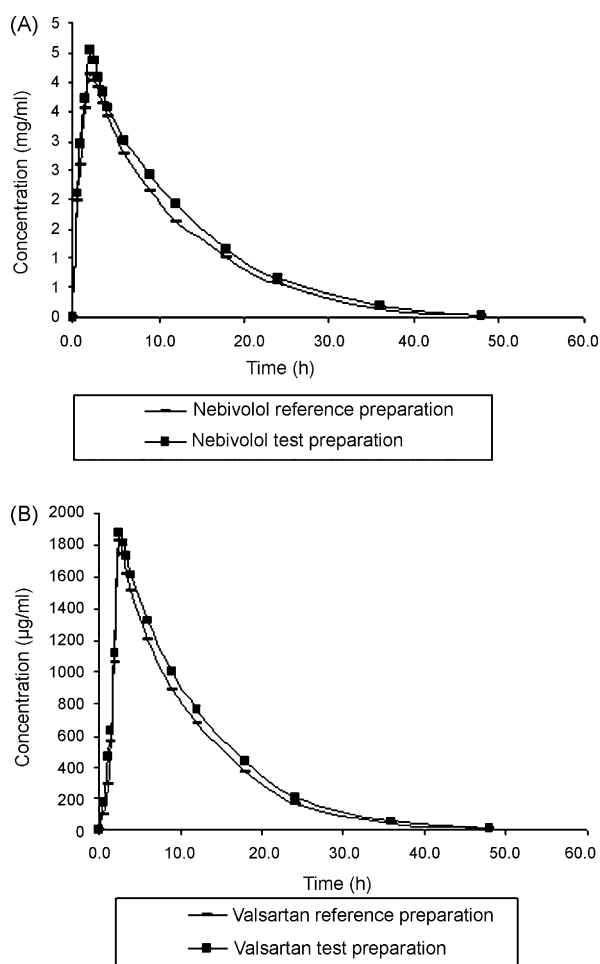 (A)
Concentration (mg/ml)
5
5
4
4
3
3
2
2
1
1
0
0.0 10.0 20.0 30.0 40.0 50.0 60.0
Time (h)
Nebivolol reference preparation
Nebivolol test preparation
(B)
Concentration (µg/ml)
2000
1800
1600
1400
1200
1000
800
600
400
200
0
0.0 10.0 20.0 30.0 40.0 50.0 60.0
Time (h)
Valsartan reference preparation
Valsartan test preparation